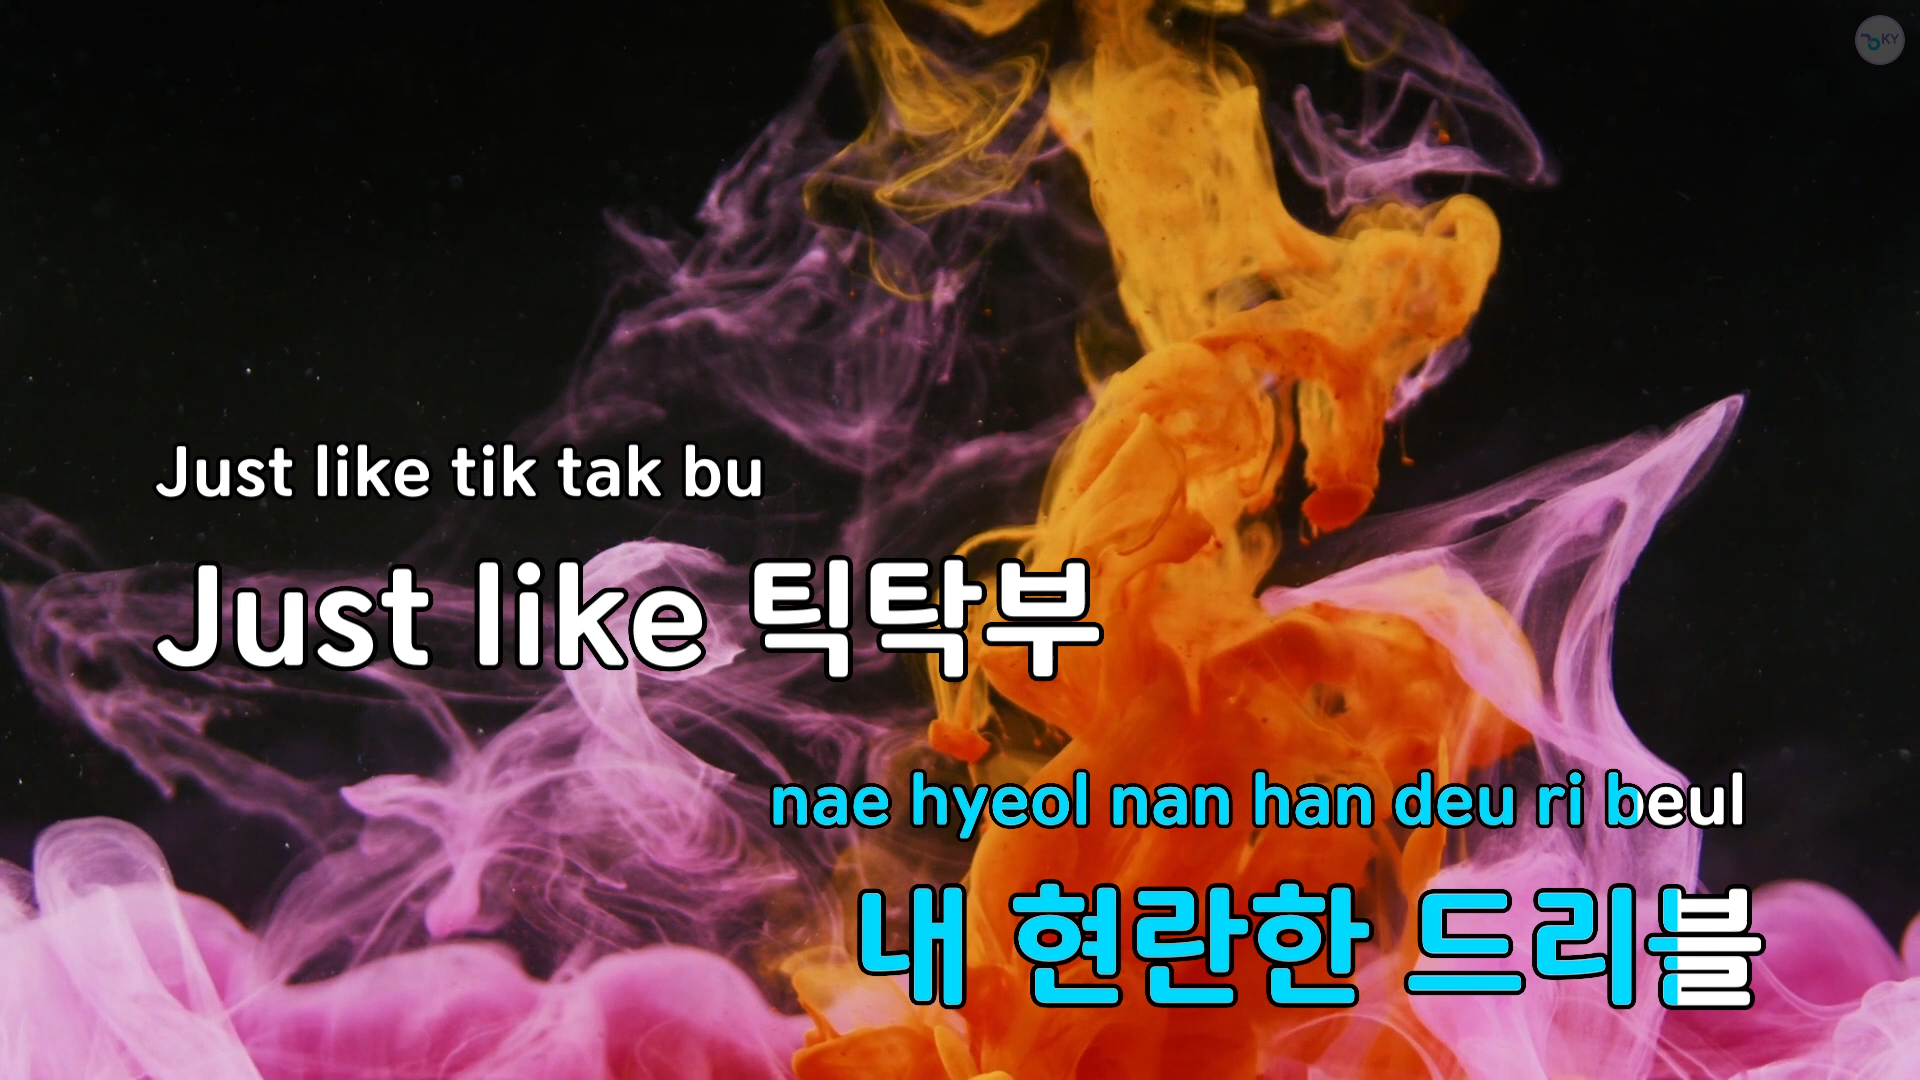 KY
Just like tik tak bu
Just like 틱탁부
nae hyeol nan han deu ri beul
내 현란한 드리블